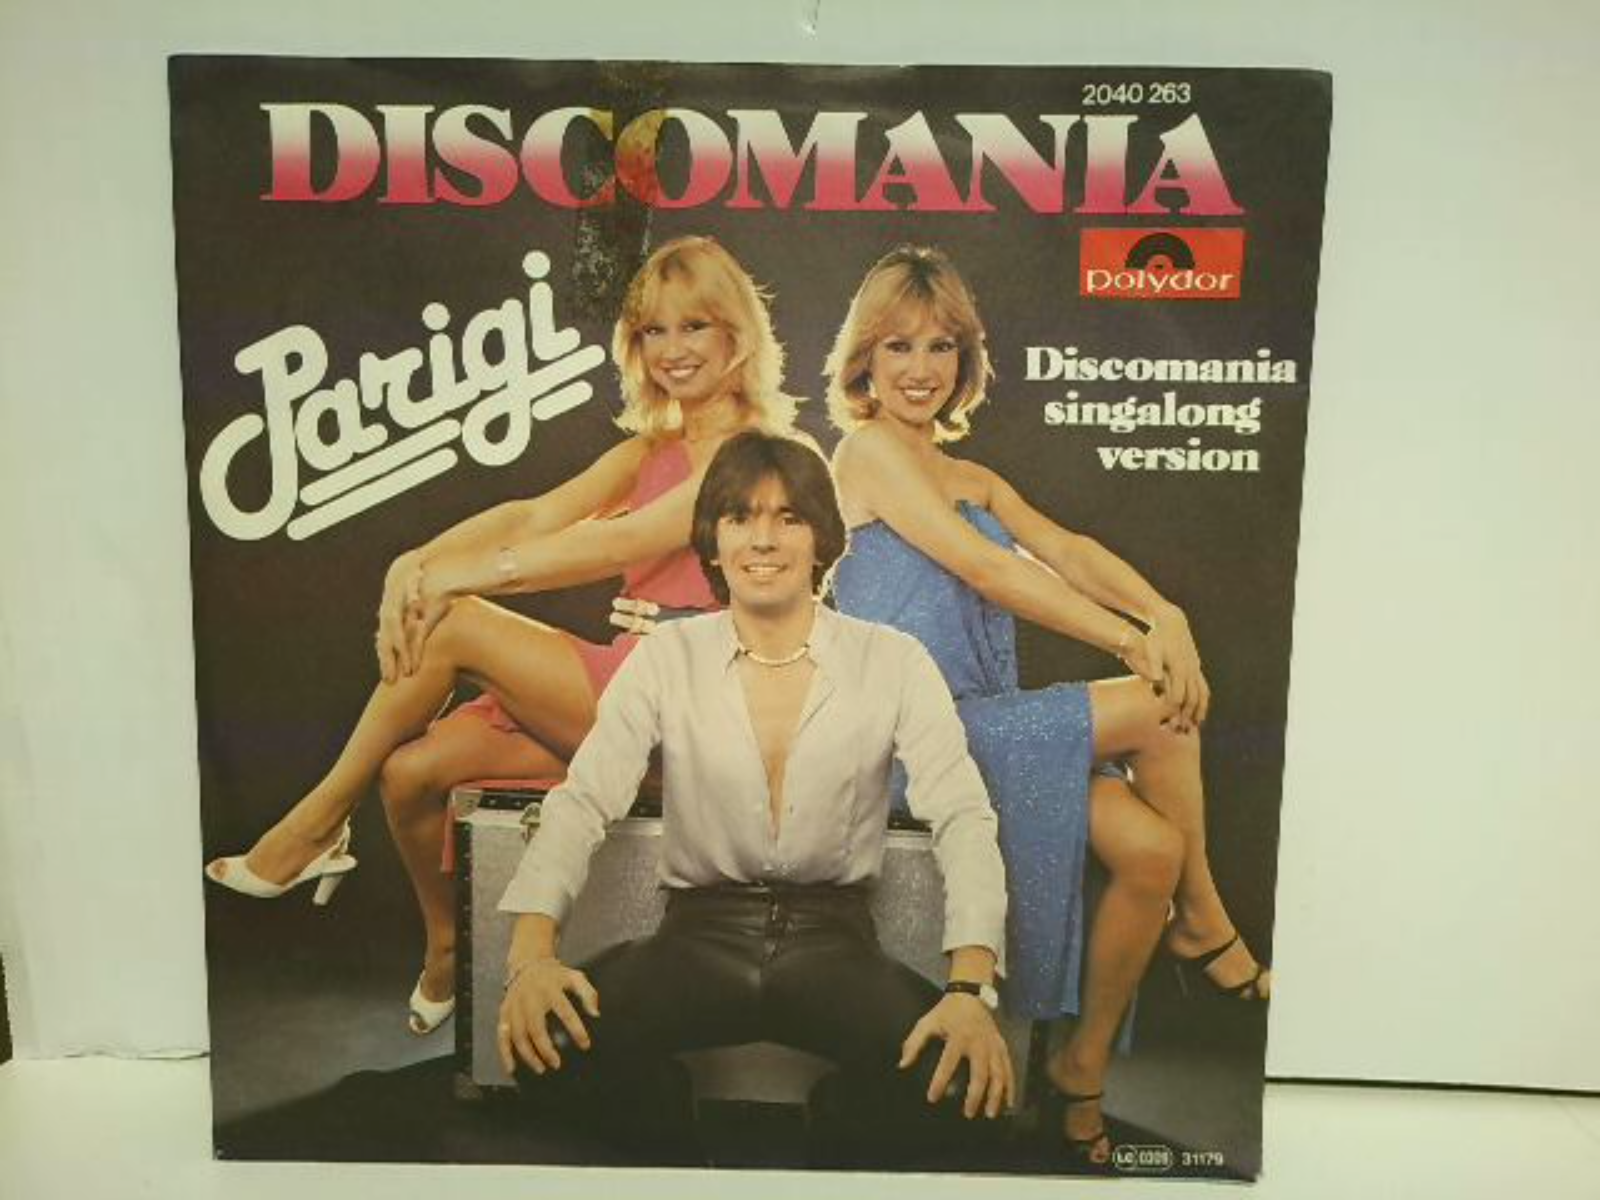 2040 263
DISCOMANIA
polydor
Parigi
Discomania
singalong
version
LC 0309 31179